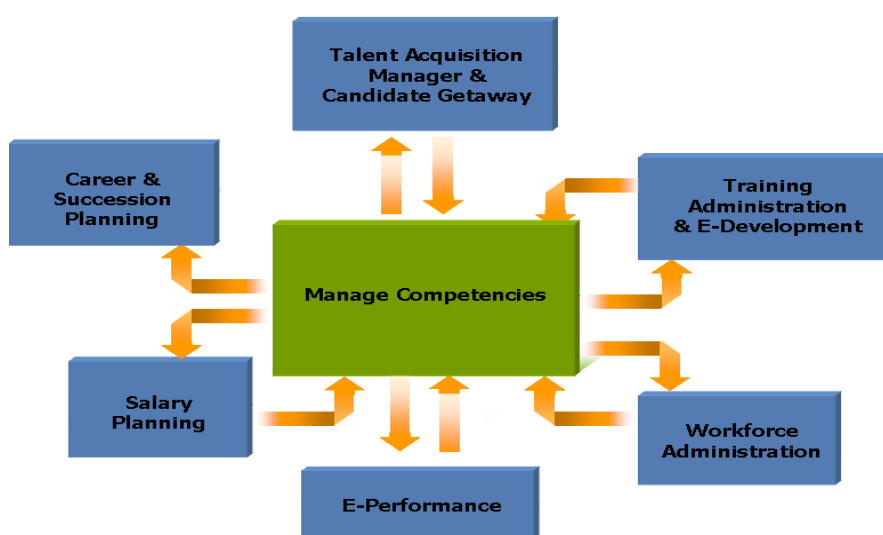 Talent Acquisition
Manager &
Candidate Getaway
Career &
Succession
Planning
Training
Administration
& E-Development
Manage Competencies
Salary
Planning
Workforce
Administration
E-Performance